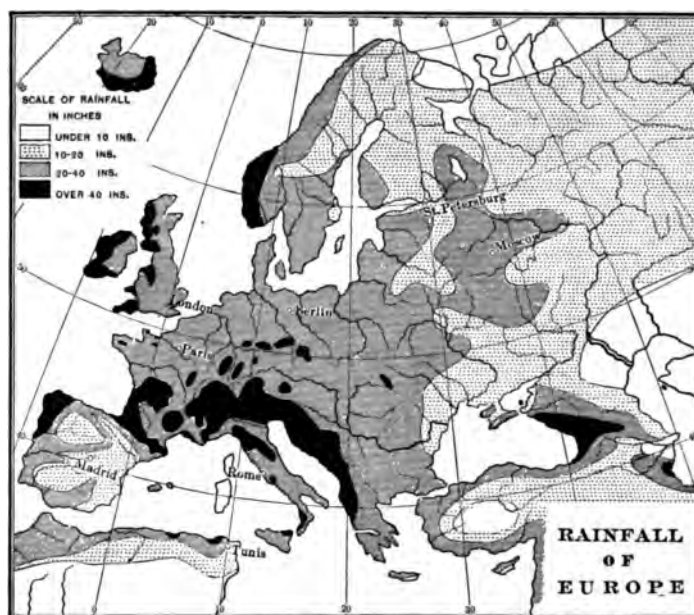 SCALE OF RAINFALL
IN INCHES
UNDER 10 INS.
10-20 INS.
20-40 INS.
OVER 40 INS.
St. Petersburg
Moscow
London
Berlin
Paris
Madrid
Rome
Tunis
RAINFALL
OF
EUROPE